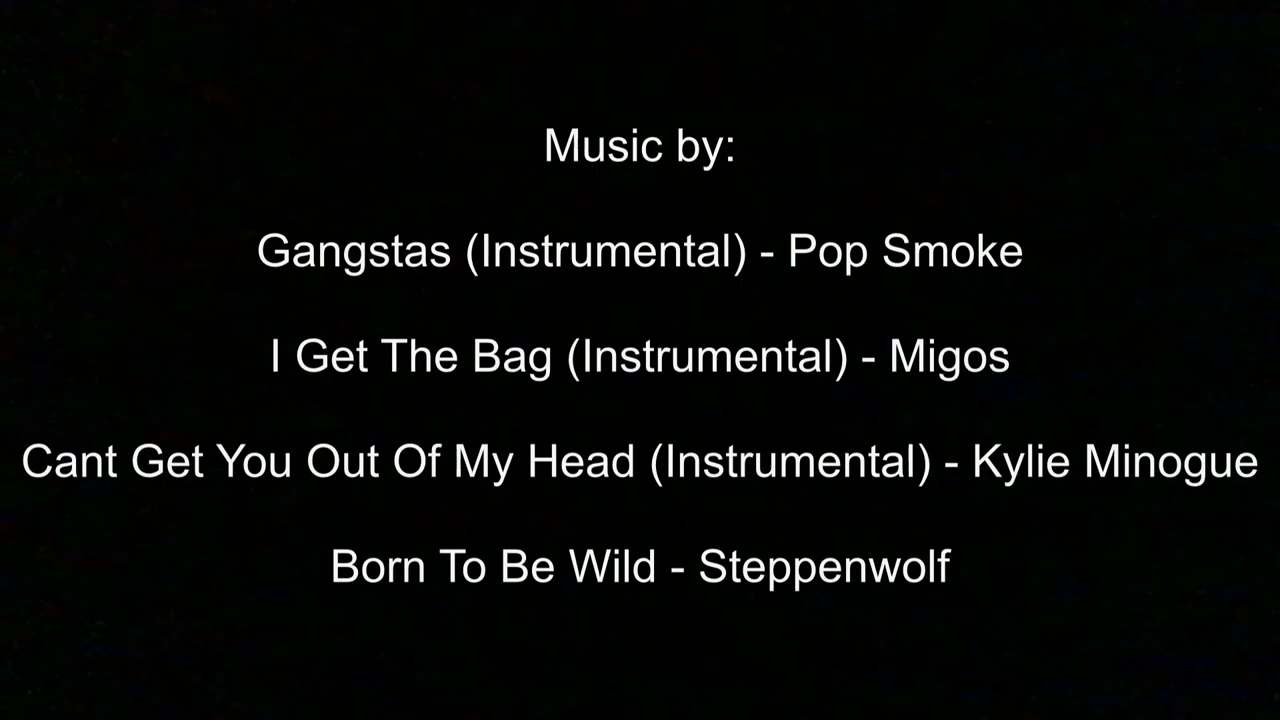 Music by:
Gangstas (Instrumental) - Pop Smoke
I Get The Bag (Instrumental) - Migos
Cant Get You Out Of My Head (Instrumental) - Kylie Minogue
Born To Be Wild - Steppenwolf